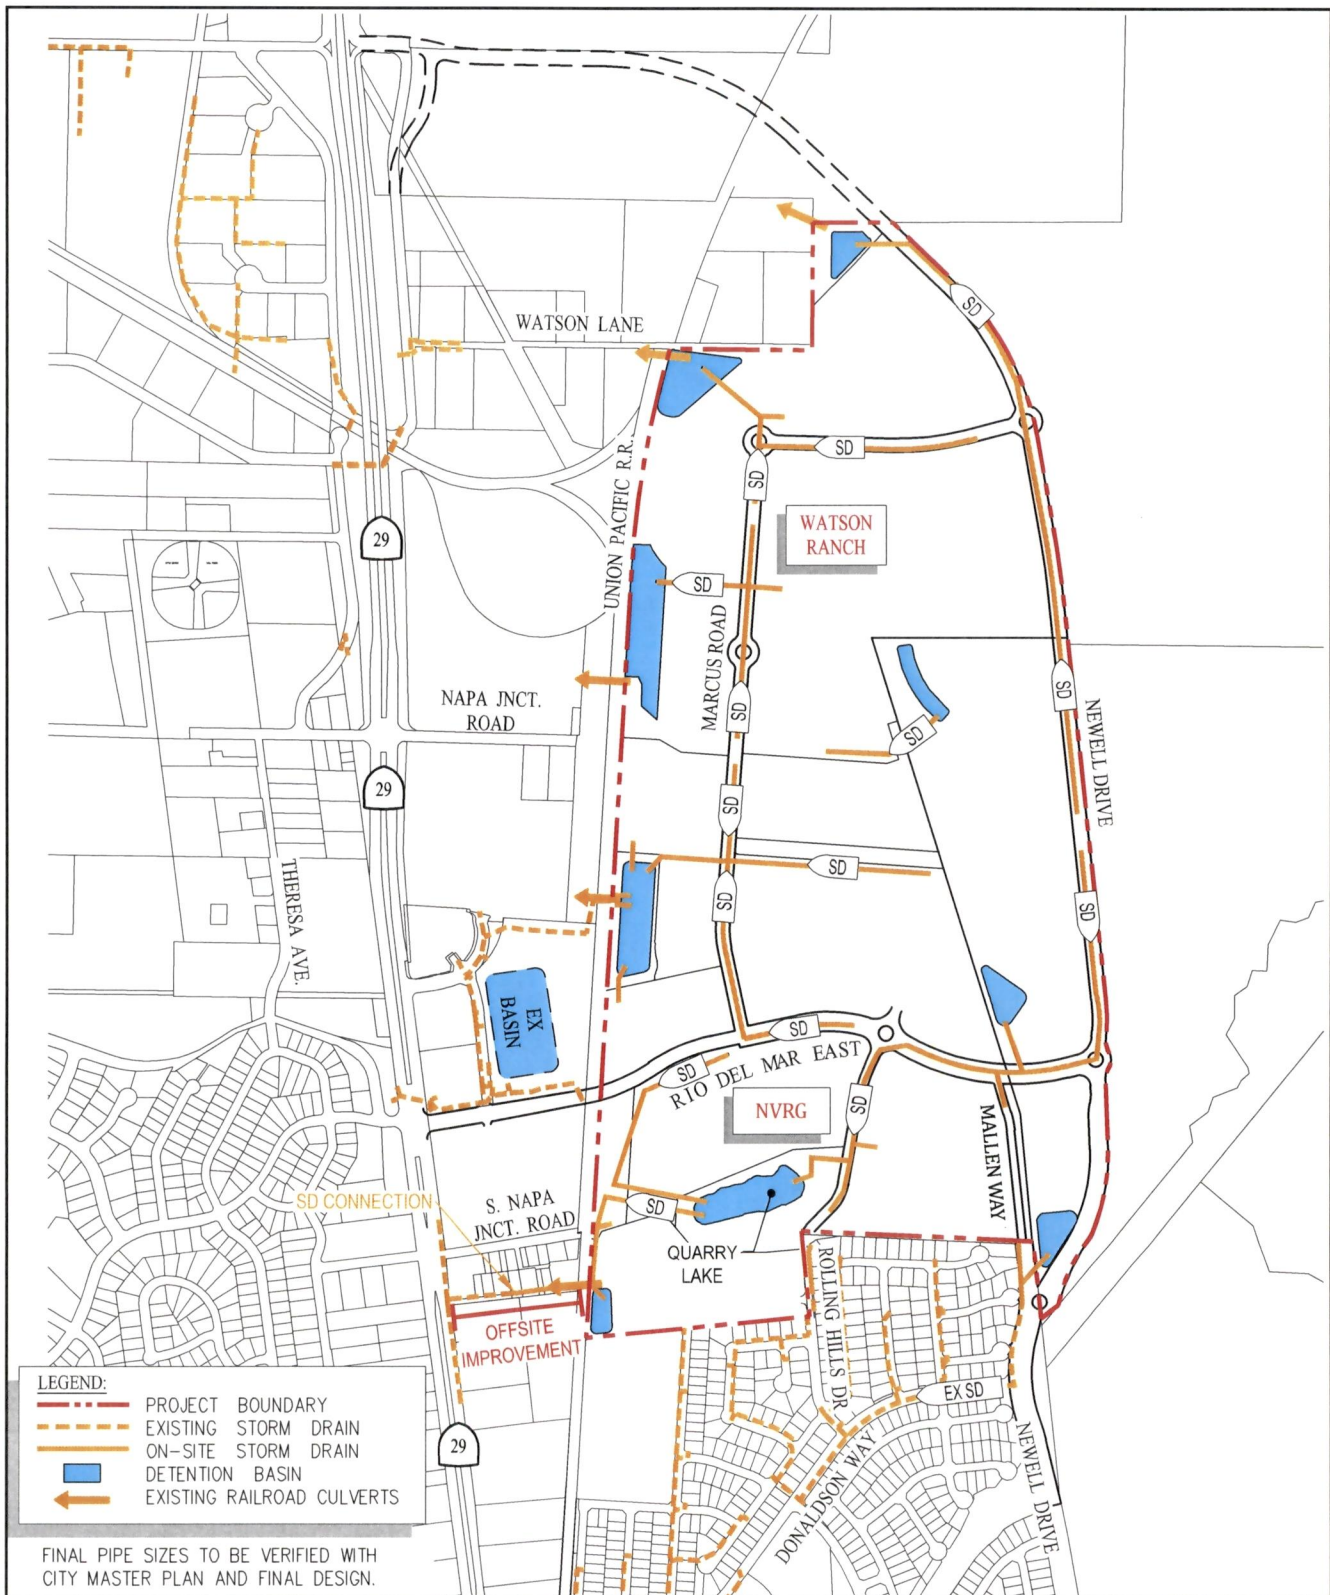 WATSON LANE
SD
SD
SD
UNION PACIFIC R.R.
WATSON
RANCH
29
SD
MARCUS ROAD
SD
SD
NAPA JNCT.
ROAD
SD
NEWELL DRIVE
29
SD
SD
SD
SD
THERESA AVE.
EX
BASIN
SD
RIO DEL MAR EAST
SD
SD
NVRG
MALLEN WAY
SD CONNECTION
S. NAPA
JNCT. ROAD
SD
QUARRY
LAKE
ROLLING HILLS DR
OFFSITE
IMPROVEMENT
EX SD
DONALDSON WAY
NEWELL DRIVE
29
LEGEND:
PROJECT BOUNDARY
EXISTING STORM DRAIN
ON-SITE STORM DRAIN
DETENTION BASIN
EXISTING RAILROAD CULVERTS
FINAL PIPE SIZES TO BE VERIFIED WITH
CITY MASTER PLAN AND FINAL DESIGN.